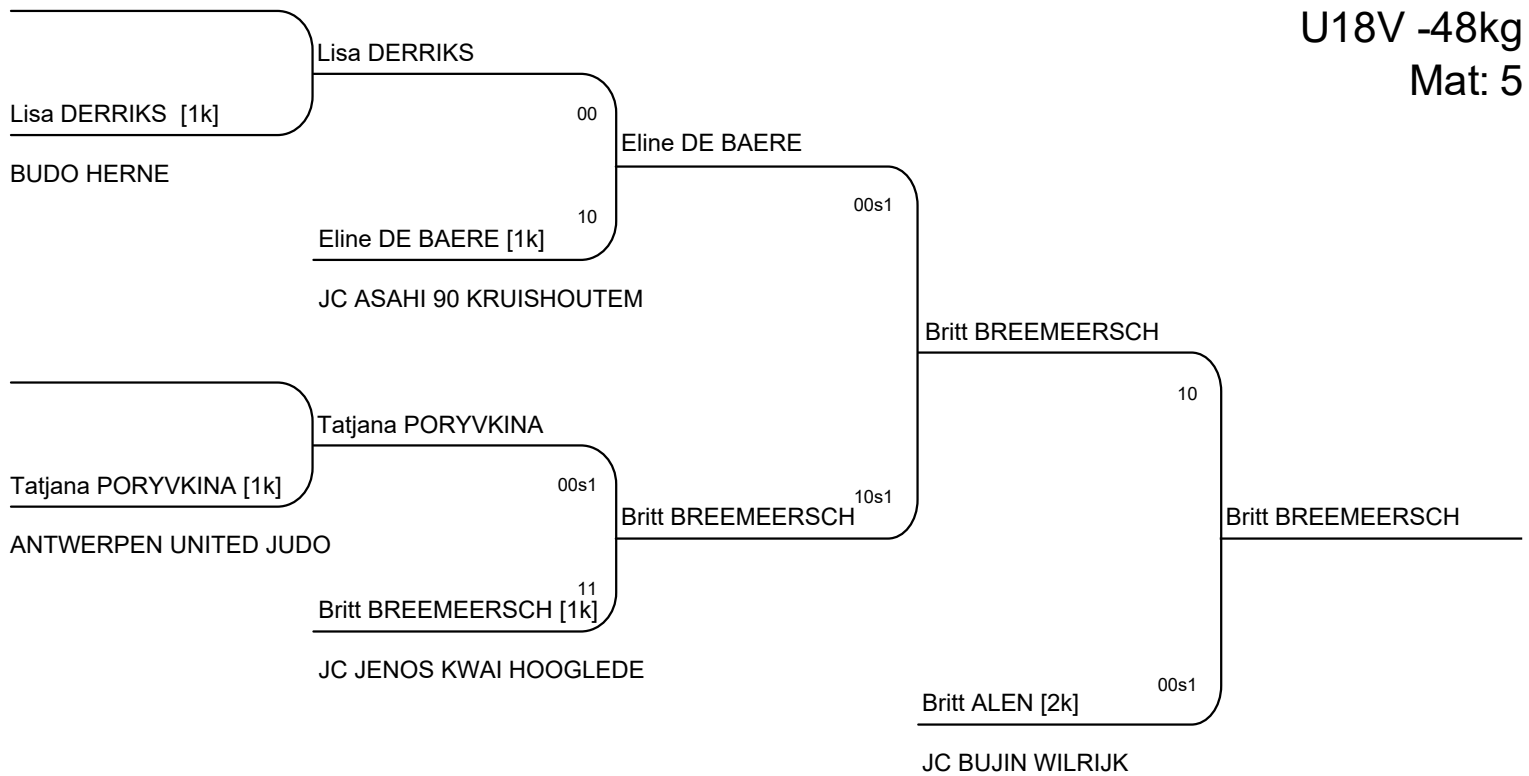 U18V -48kg
Mat: 5
Lisa DERRIKS
Lisa DERRIKS [1k]
00
Eline DE BAERE
BUDO HERNE
00s1
10
Eline DE BAERE [1k]
JC ASAHI 90 KRUISHOUTEM
Britt BREEMEERSCH
10
Tatjana PORYVKINA
Tatjana PORYVKINA [1k]
00s1
10s1
Britt BREEMEERSCH
Britt BREEMEERSCH
ANTWERPEN UNITED JUDO
11
Britt BREEMEERSCH [1k]
JC JENOS KWAI HOOGLEDE
00s1
Britt ALEN [2k]
JC BUJIN WILRIJK